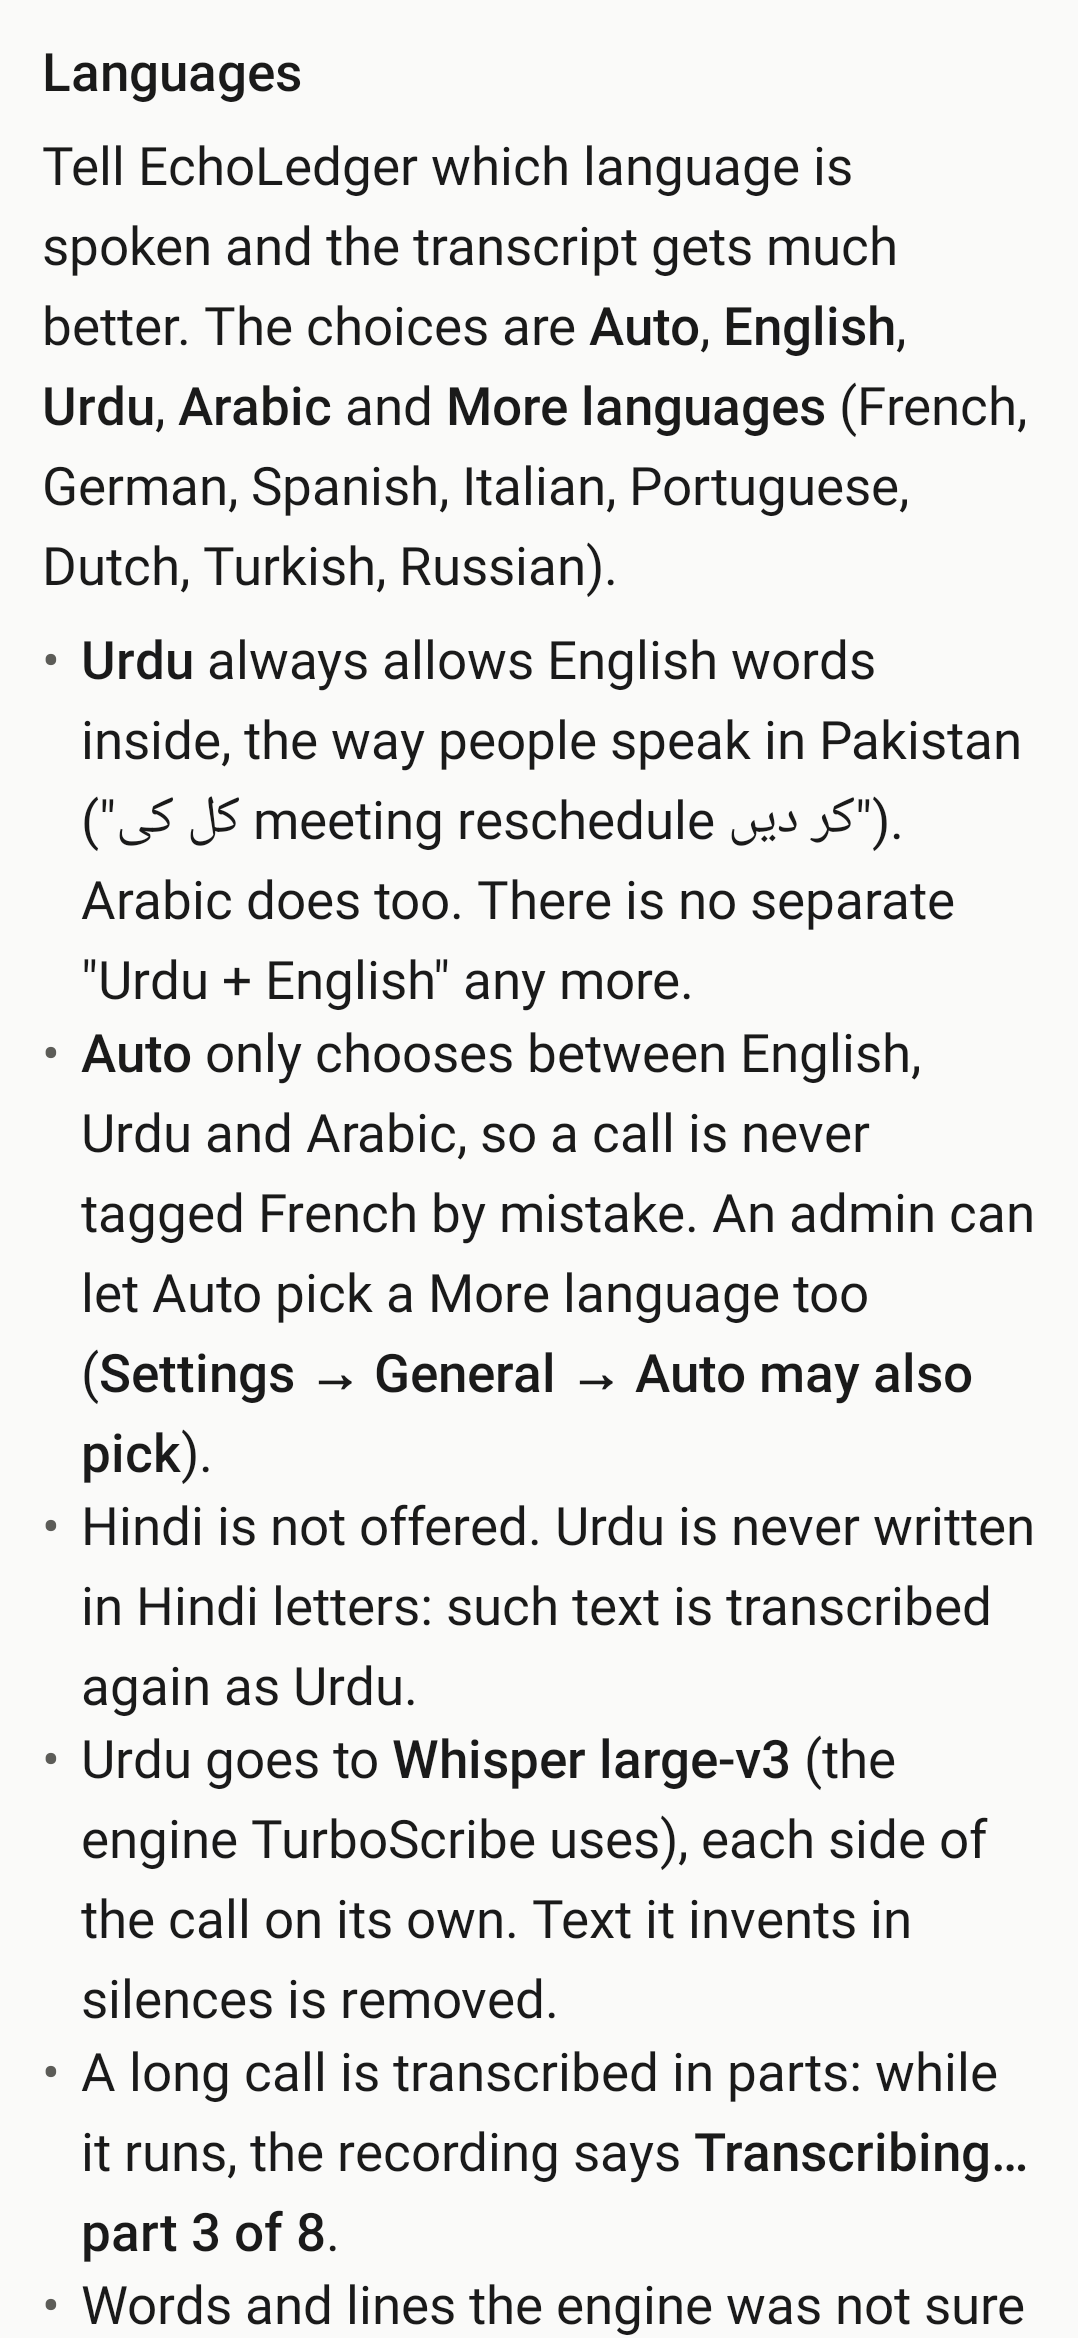 Languages
Tell EchoLedger which language is
spoken and the transcript gets much
better. The choices are Auto, English,
Urdu, Arabic and More languages (French,
German, Spanish, Italian, Portuguese,
Dutch, Turkish, Russian).
• Urdu always allows English words
inside, the way people speak in Pakistan
("کل کی meeting reschedule کر دیں").
Arabic does too. There is no separate
"Urdu + English" any more.
• Auto only chooses between English,
Urdu and Arabic, so a call is never
tagged French by mistake. An admin can
let Auto pick a More language too
(Settings → General → Auto may also
pick).
• Hindi is not offered. Urdu is never written
in Hindi letters: such text is transcribed
again as Urdu.
• Urdu goes to Whisper large-v3 (the
engine TurboScribe uses), each side of
the call on its own. Text it invents in
silences is removed.
• A long call is transcribed in parts: while
it runs, the recording says Transcribing…
part 3 of 8.
• Words and lines the engine was not sure